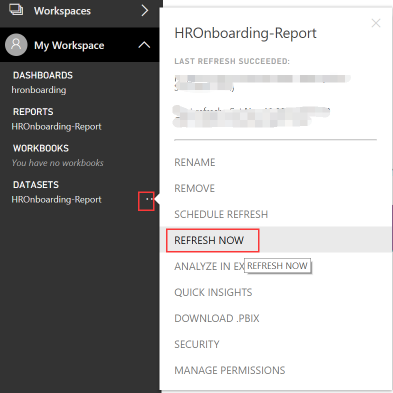 Workspaces
My Workspace
DASHBOARDS
hronboarding
REPORTS
HROnboarding-Report
WORKBOOKS
You have no workbooks
DATASETS
HROnboarding-Report
HROnboarding-Report
LAST REFRESH SUCCEEDED:
RENAME
REMOVE
SCHEDULE REFRESH
REFRESH NOW
ANALYZE IN EX
REFRESH NOW
QUICK INSIGHTS
DOWNLOAD .PBIX
SECURITY
MANAGE PERMISSIONS